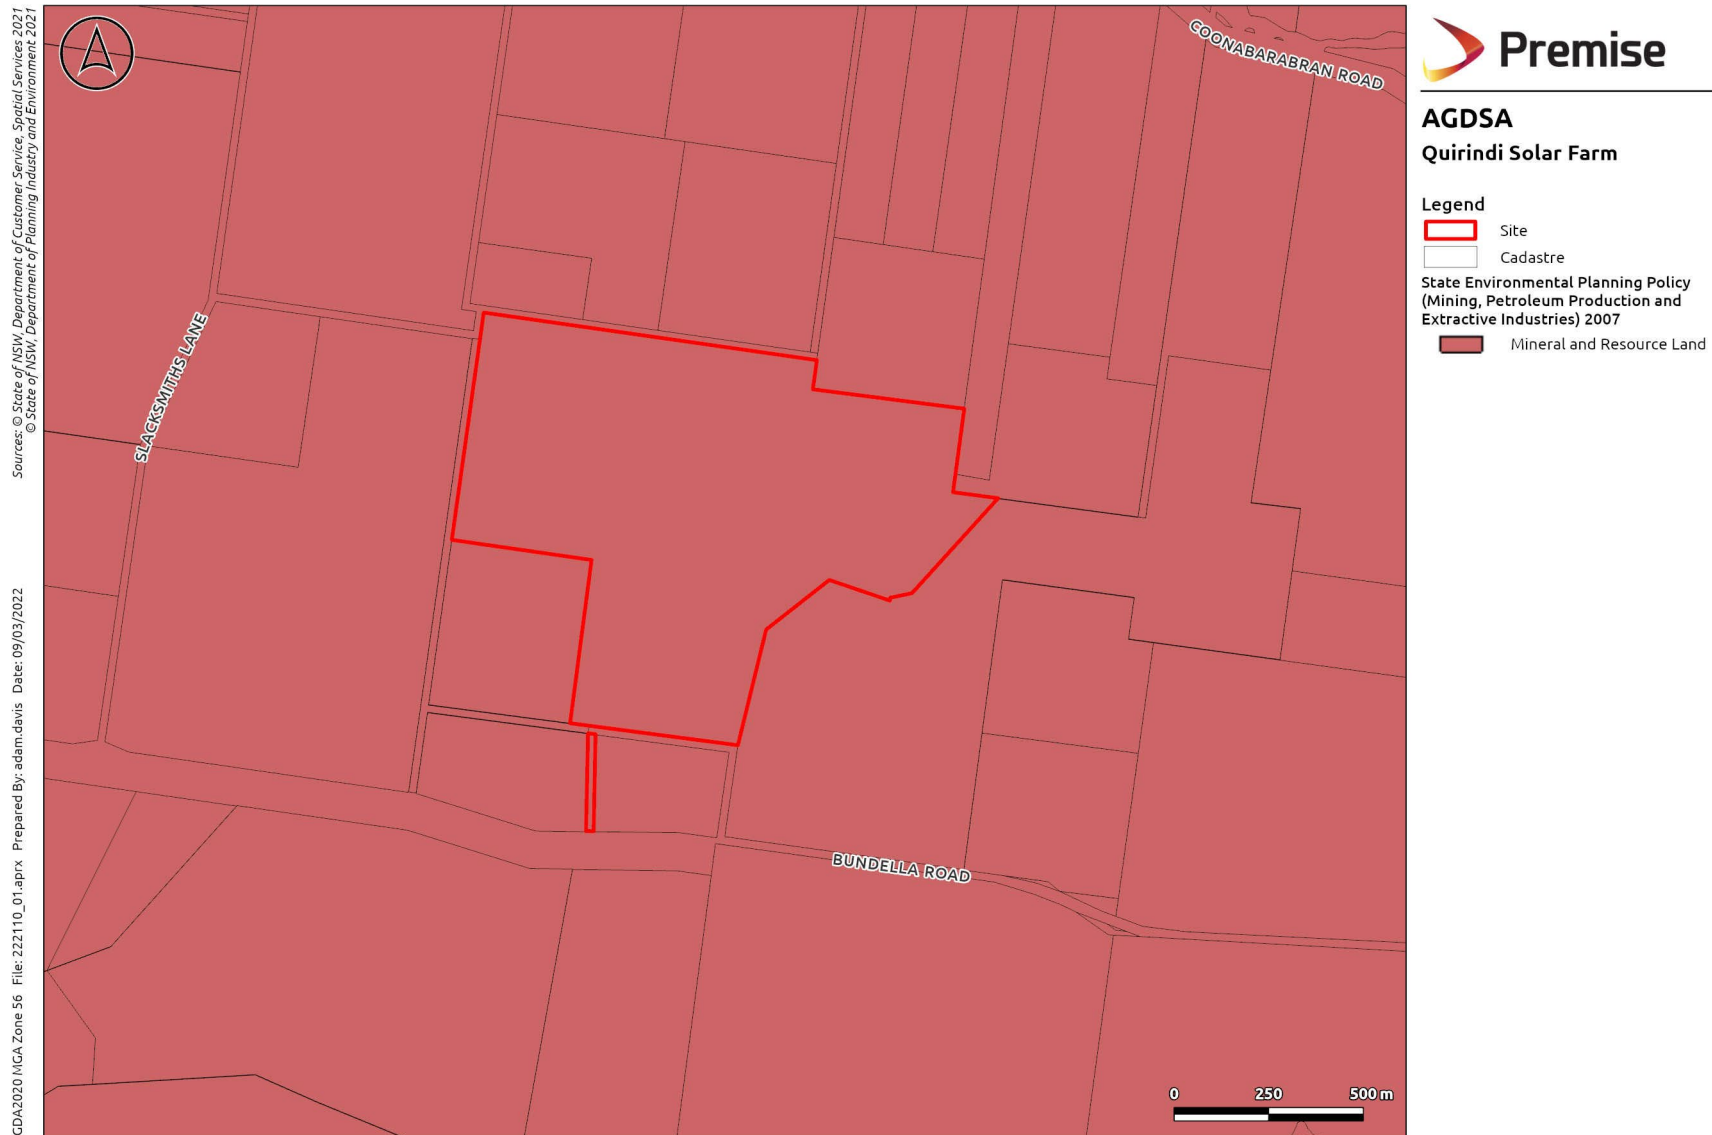 Sources: © State of NSW, Department of Customer Service, Spatial Services 2021
© State of NSW, Department of Planning Industry and Environment 2021
GDA2020 MGA Zone 56 File: 222110_01.aprx Prepared By: adam.davis Date: 09/03/2022
COONABARABRAN ROAD
SLACKSMITHS LANE
BUNDELLA ROAD
0 250 500 m
Premise
AGDSA
Quirindi Solar Farm
Legend
Site
Cadastre
State Environmental Planning Policy
(Mining, Petroleum Production and
Extractive Industries) 2007
Mineral and Resource Land